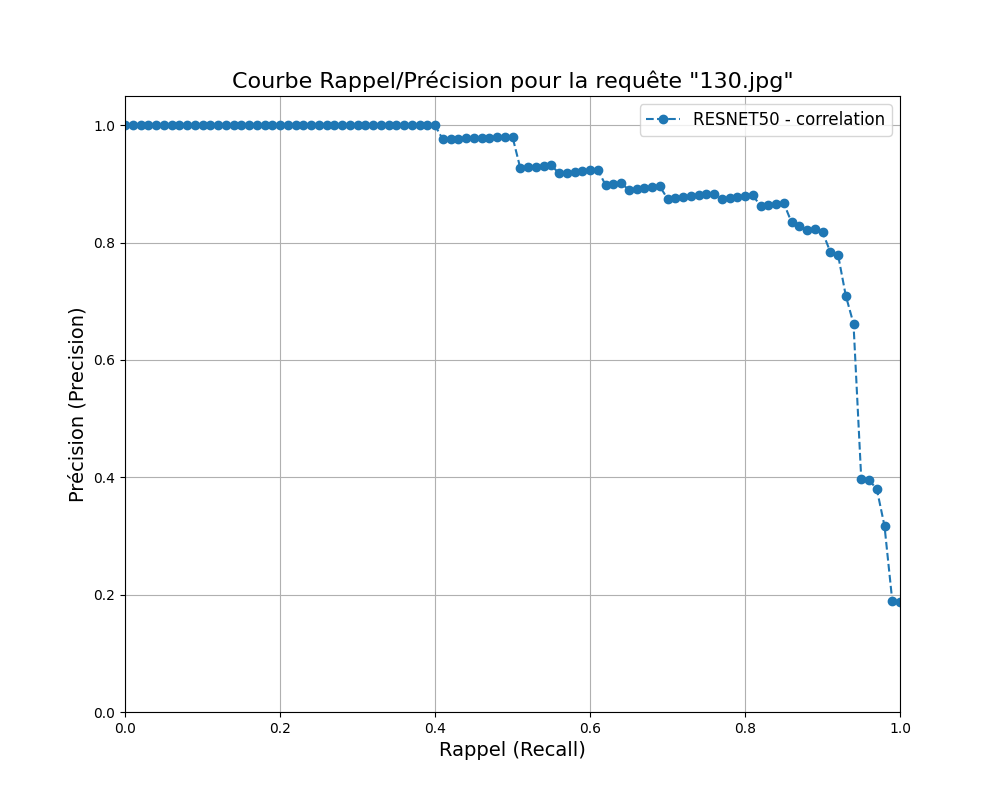 Courbe Rappel/Précision pour la requête "130.jpg"
RESNET50 - correlation
Précision (Precision)
1.0
0.8
0.6
0.4
0.2
0.0
0.0 0.2 0.4 0.6 0.8 1.0
Rappel (Recall)